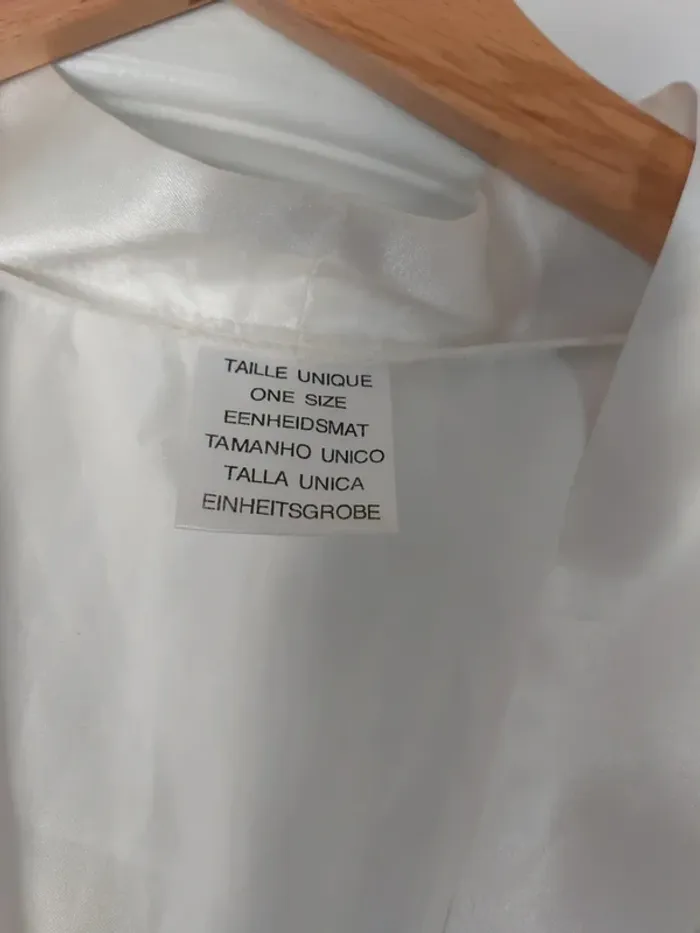 TAILLE UNIQUE
ONE SIZE
EENHEIDSMAT
TAMANHO UNICO
TALLA UNICA
EINHEITSGROBE